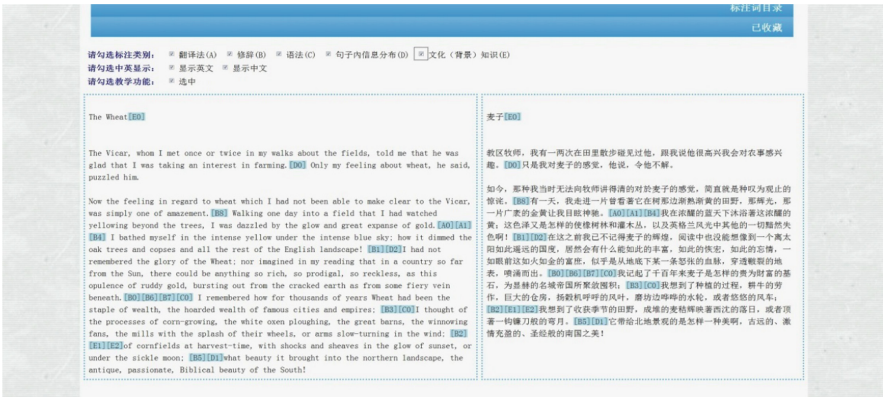 标注词目录
已收藏
请勾选标注类别: 翻译法(A) 修辞(B) 语法(C) 句子内信息分布(D) 文化(背景)知识(E)
请勾选中英显示: 显示英文 显示中文
请勾选教学功能: 选中
The Wheat[E0]
The Vicar, whom I met once or twice in my walks about the fields, told me that he was
glad that I was taking an interest in farming.[D0] Only my feeling about wheat, he said,
puzzled him.
Now the feeling in regard to wheat which I had not been able to make clear to the Vicar,
was simply one of amazement.[B8] Walking one day into a field that I had watched
yellowing beyond the trees, I was dazzled by the glow and great expanse of gold.[A0][A1]
[B4] I bathed myself in the intense yellow under the intense blue sky; how it dimmed the
oak trees and copses and all the rest of the English landscape! [B1][D2]I had not
remembered the glory of the Wheat; nor imagined in my reading that in a country so far
from the Sun, there could be anything so rich, so prodigal, so reckless, as this
opulence of ruddy gold, bursting out from the cracked earth as from some fiery vein
beneath.[B0][B6][B7][C0] I remembered how for thousands of years Wheat had been the
staple of wealth, the hoarded wealth of famous cities and empires; [B3][C0]I thought of
the processes of corn-growing, the white oxen ploughing, the great barns, the winnowing
fans, the mills with the splash of their wheels, or arms slow-turning in the wind; [B2]
[E1][E2]of cornfields at harvest-time, with shocks and sheaves in the glow of sunset, or
under the sickle moon; [B5][D1]what beauty it brought into the northern landscape, the
antique, passionate, Biblical beauty of the South!
麦子[E0]
教区牧师,我有一两次在田里散步碰见过他,跟我说他很高兴我会对农事感兴
趣。[D0]只是我对麦子的感觉,他说,令他不解。
如今,那种我当时无法向牧师讲得清的对于麦子的感觉,简直就是种叹为观止的
惊诧。[B8]有一天,我走进一片曾看著它在树那边渐熟渐黄的田野,那辉光,那
一片广袤的金黄让我目眩神驰。[A0][A1][B4]我在浓酽的蓝天下沐浴著这浓酽的
黄;这色泽又是怎样的使橡树林和灌木丛,以及英格兰风光中其他的一切黯然失
色啊![B1][D2]在这之前我已不记得麦子的辉煌,阅读中也没能想像到一个离太
阳如此遥远的国度,居然会有什么能如此的丰富,如此的恢宏,如此的忘情,一
如眼前这如火如金的富庶,似乎是从地底下某一条怒张的血脉,穿透皲裂的地
表,喷涌而出。[B0][B6][B7][C0]我记起了千百年来麦子是怎样的贵为财富的基
石,为显赫的名城帝国所聚敛囤积;[B3][C0]我想到了种植的过程,耕牛的劳
作,巨大的仓房,扬榖机呼呼的风叶,磨坊边哗哗的水轮,或者悠悠的风车;
[B2][E1][E2]我想到了收获季节的田野,成堆的麦秸辉映著西沉的落日,或者顶
著一钩镰刀般的弯月。[B5][D1]它带给北地景观的是怎样一种美啊,古远的、激
情充盈的、圣经般的南国之美!